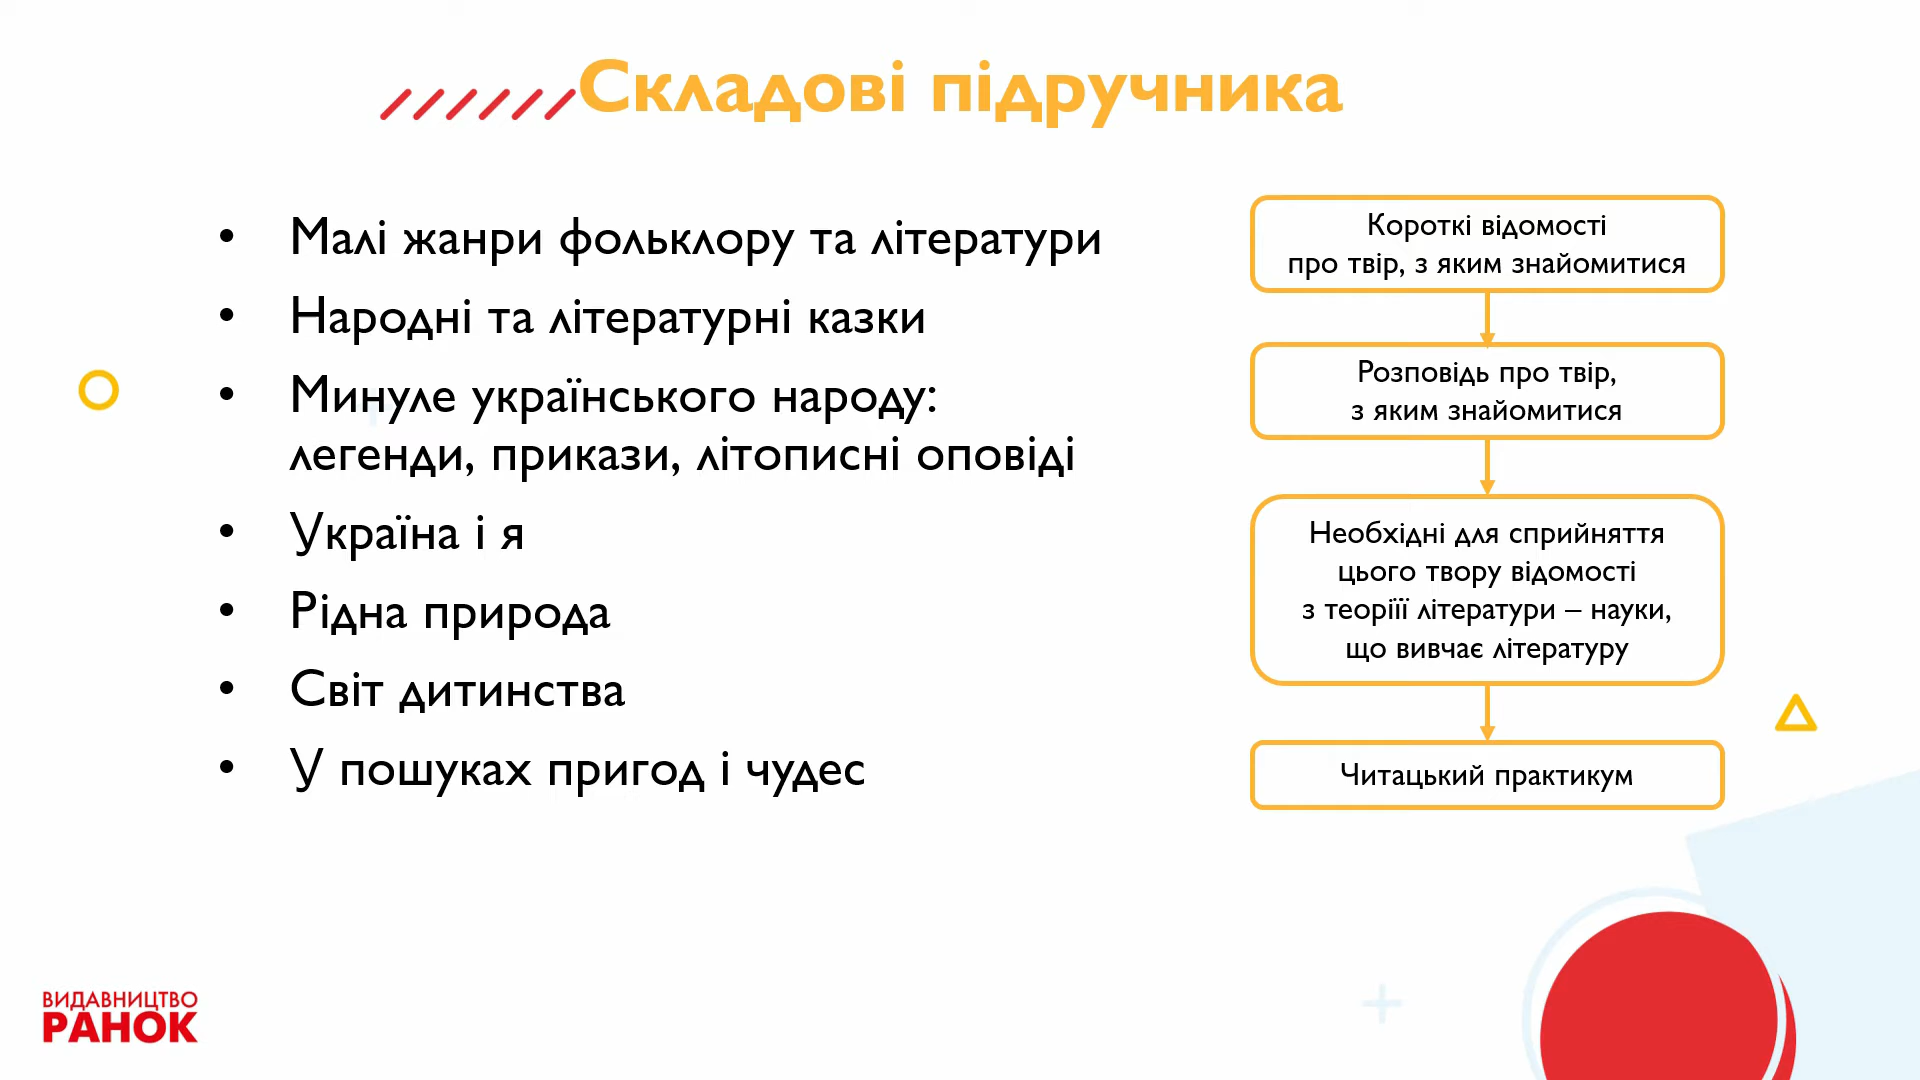 Складові підручника
• Малі жанри фольклору та літератури
• Народні та літературні казки
• Минуле українського народу:
легенди, прикази, літописні оповіді
• Україна і я
• Рідна природа
• Світ дитинства
• У пошуках пригод і чудес
Короткі відомості
про твір, з яким знайомитися
Розповідь про твір,
з яким знайомитися
Необхідні для сприйняття
цього твору відомості
з теоріїї літератури – науки,
що вивчає літературу
Читацький практикум
ВИДАВНИЦТВО
РАНОК